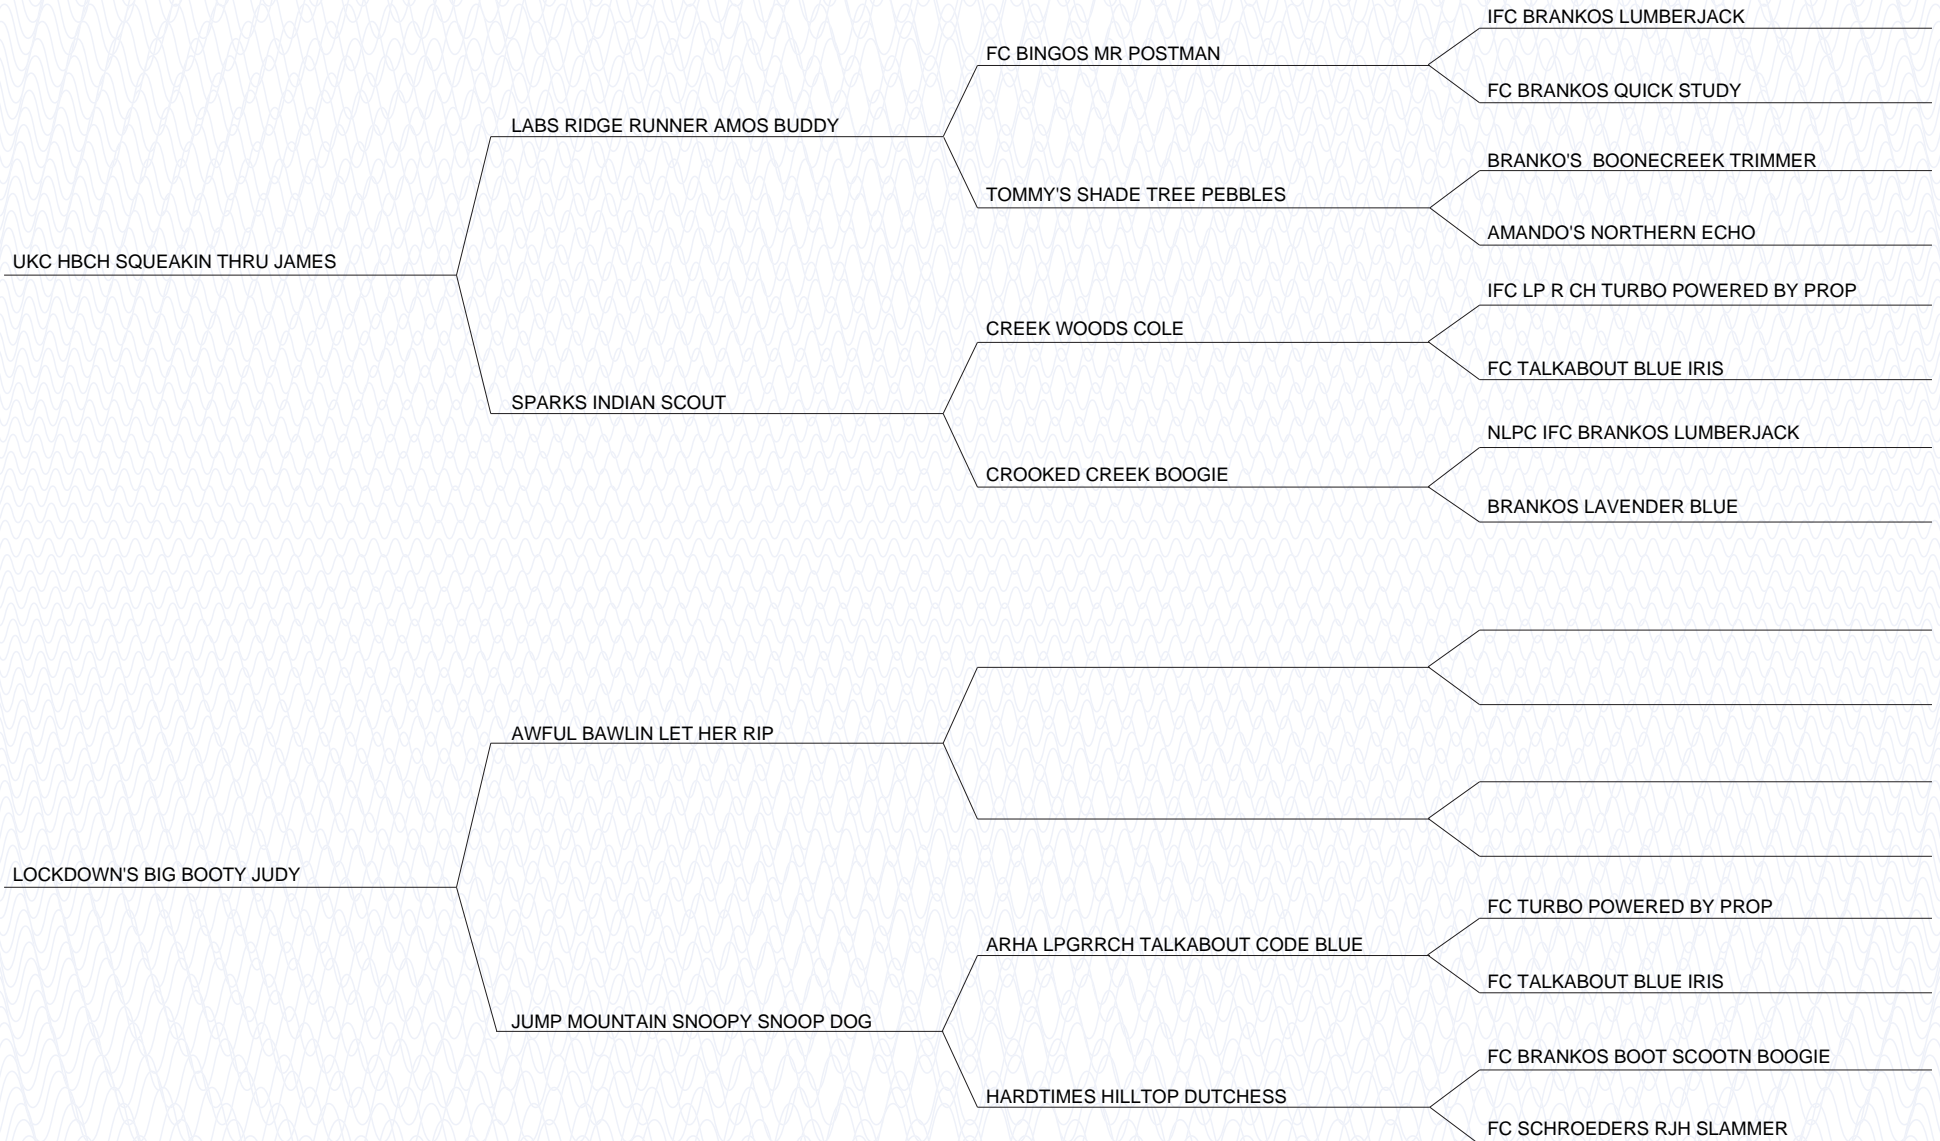 IFC BRANKOS LUMBERJACK
FC BINGOS MR POSTMAN
FC BRANKOS QUICK STUDY
LABS RIDGE RUNNER AMOS BUDDY
BRANKO'S  BOONECREEK TRIMMER
TOMMY'S SHADE TREE PEBBLES
AMANDO'S NORTHERN ECHO
UKC HBCH SQUEAKIN THRU JAMES
IFC LP R CH TURBO POWERED BY PROP
CREEK WOODS COLE
FC TALKABOUT BLUE IRIS
SPARKS INDIAN SCOUT
NLPC IFC BRANKOS LUMBERJACK
CROOKED CREEK BOOGIE
BRANKOS LAVENDER BLUE
AWFUL BAWLIN LET HER RIP
LOCKDOWN'S BIG BOOTY JUDY
FC TURBO POWERED BY PROP
ARHA LPGRRCH TALKABOUT CODE BLUE
FC TALKABOUT BLUE IRIS
JUMP MOUNTAIN SNOOPY SNOOP DOG
FC BRANKOS BOOT SCOOTN BOOGIE
HARDTIMES HILLTOP DUTCHESS
FC SCHROEDERS RJH SLAMMER